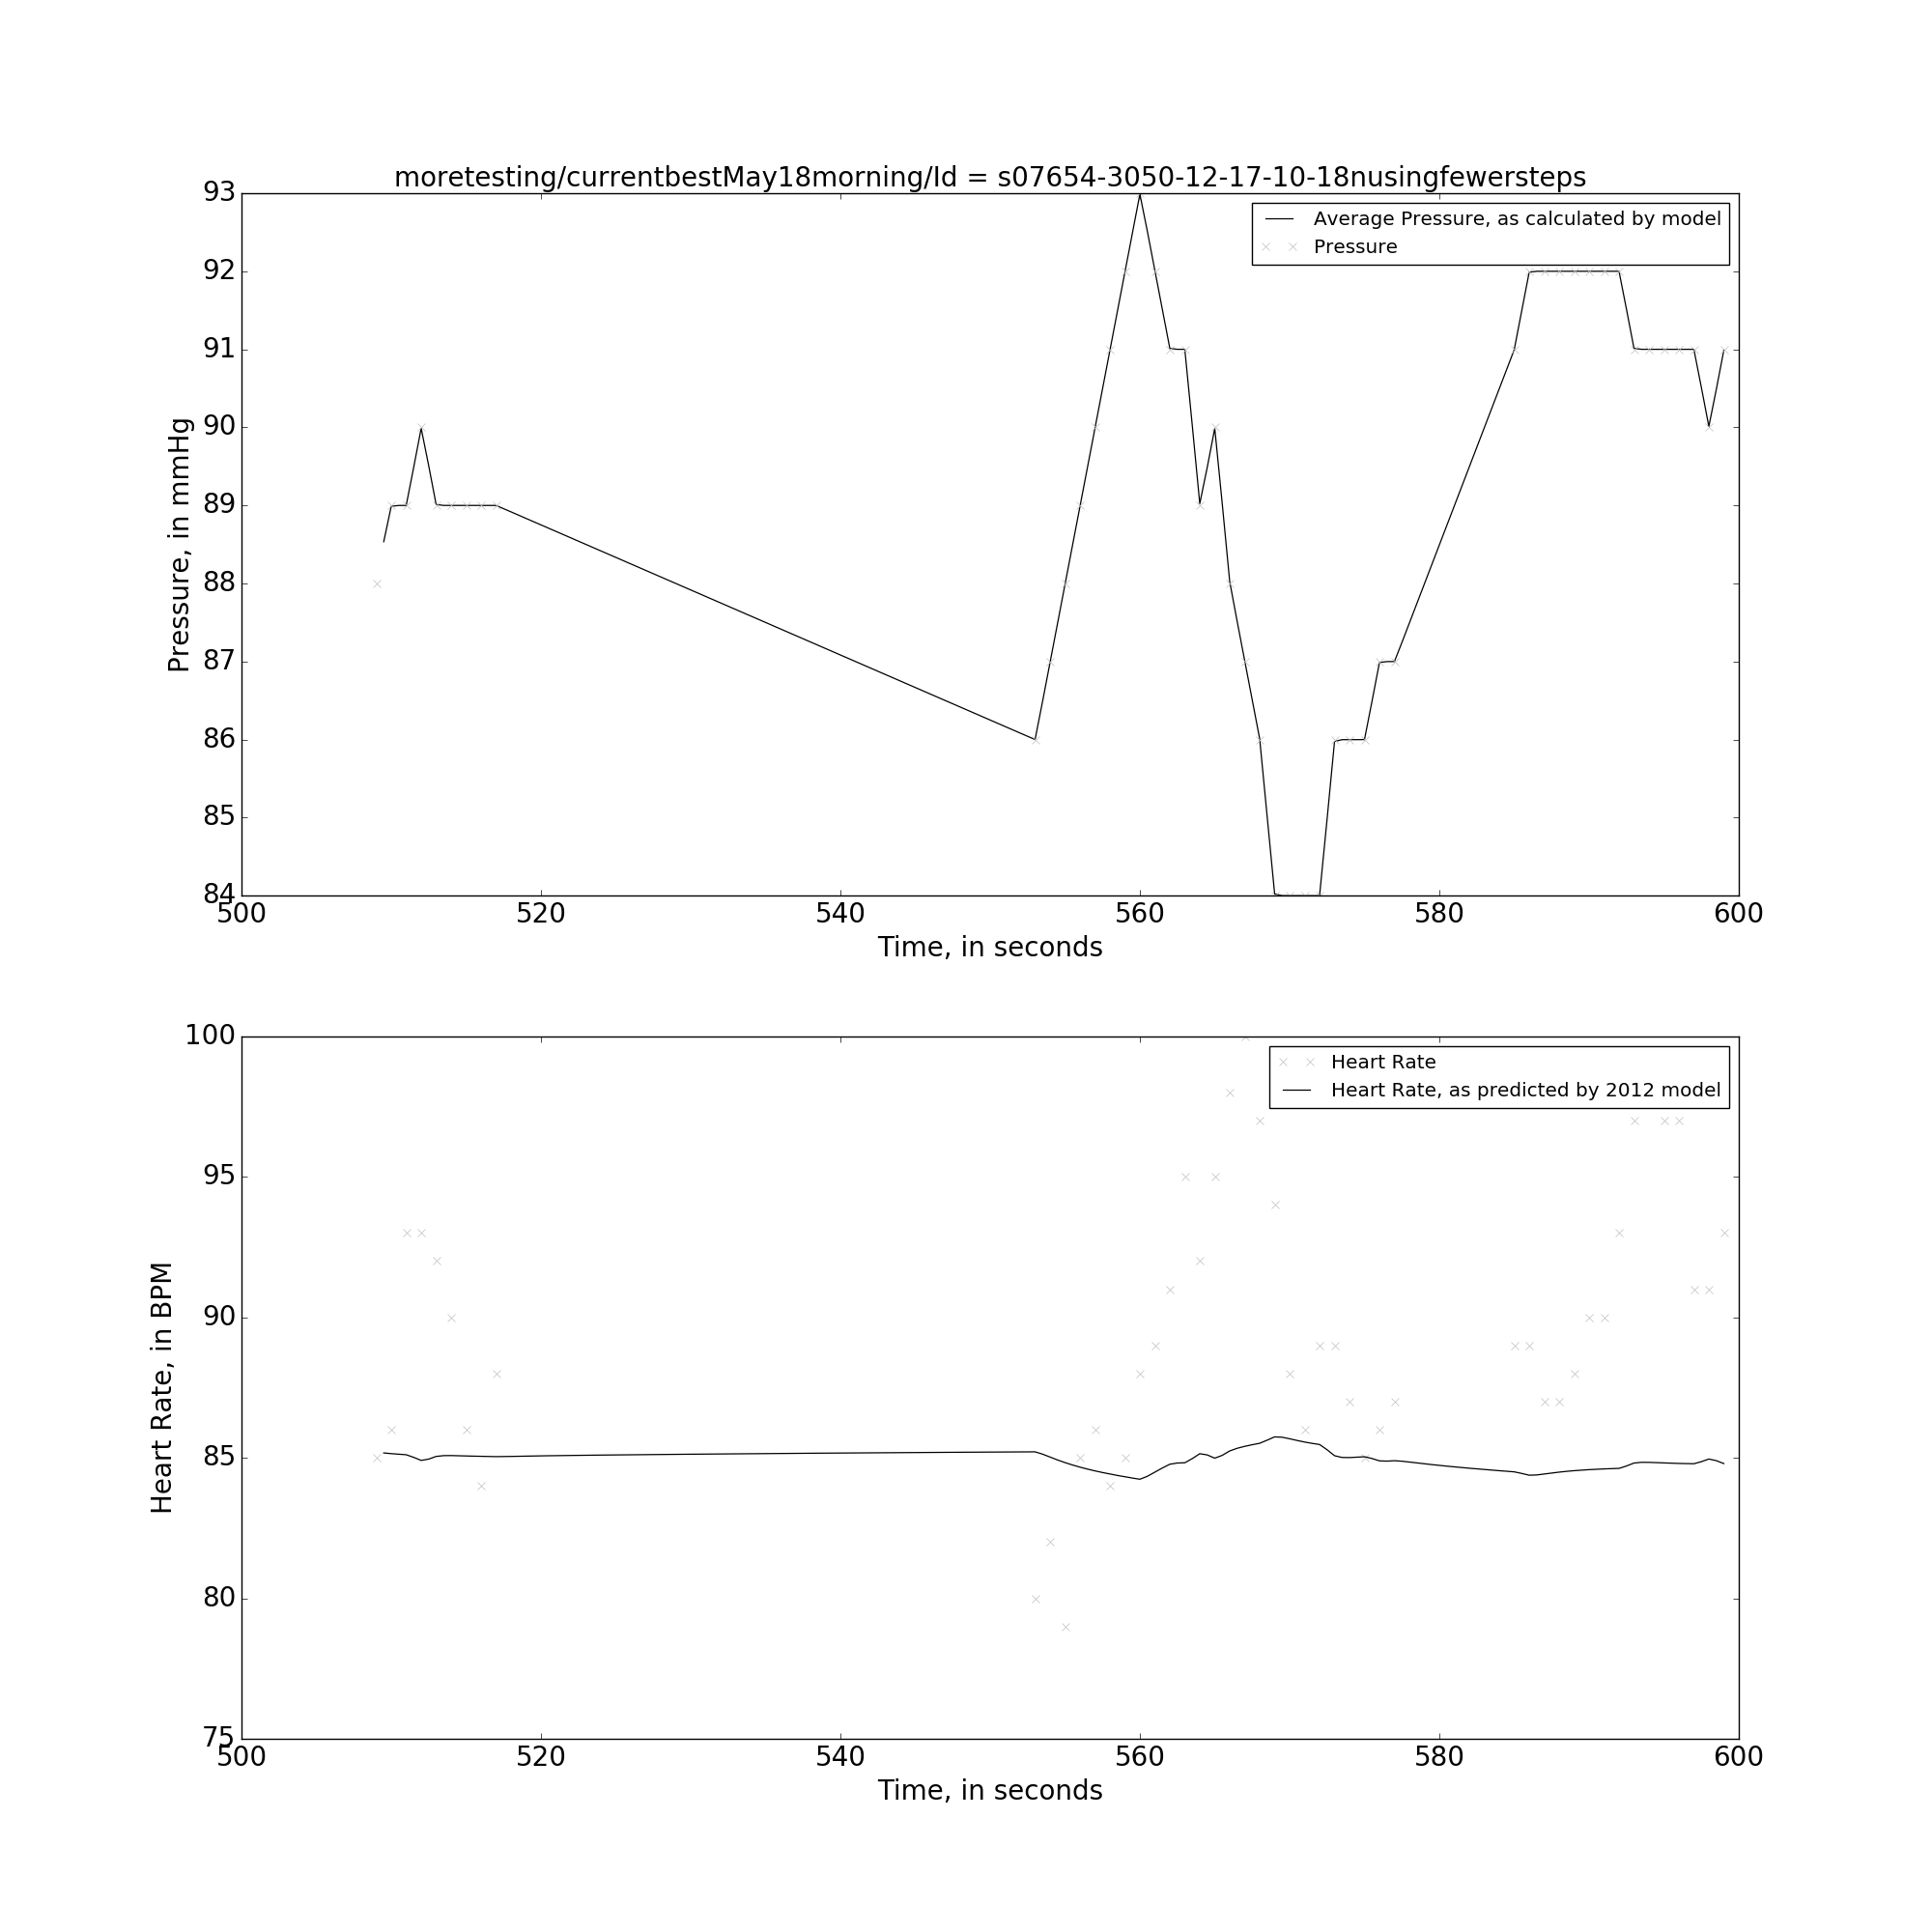 moretesting/currentbestMay18morning/Id = s07654-3050-12-17-10-18nusingfewersteps
93
92
91
90
89
88
87
86
85
84
Pressure, in mmHg
Average Pressure, as calculated by model
Pressure
500 520 540 560 580 600
Time, in seconds
100
95
90
85
80
75
Heart Rate, in BPM
Heart Rate
Heart Rate, as predicted by 2012 model
500 520 540 560 580 600
Time, in seconds